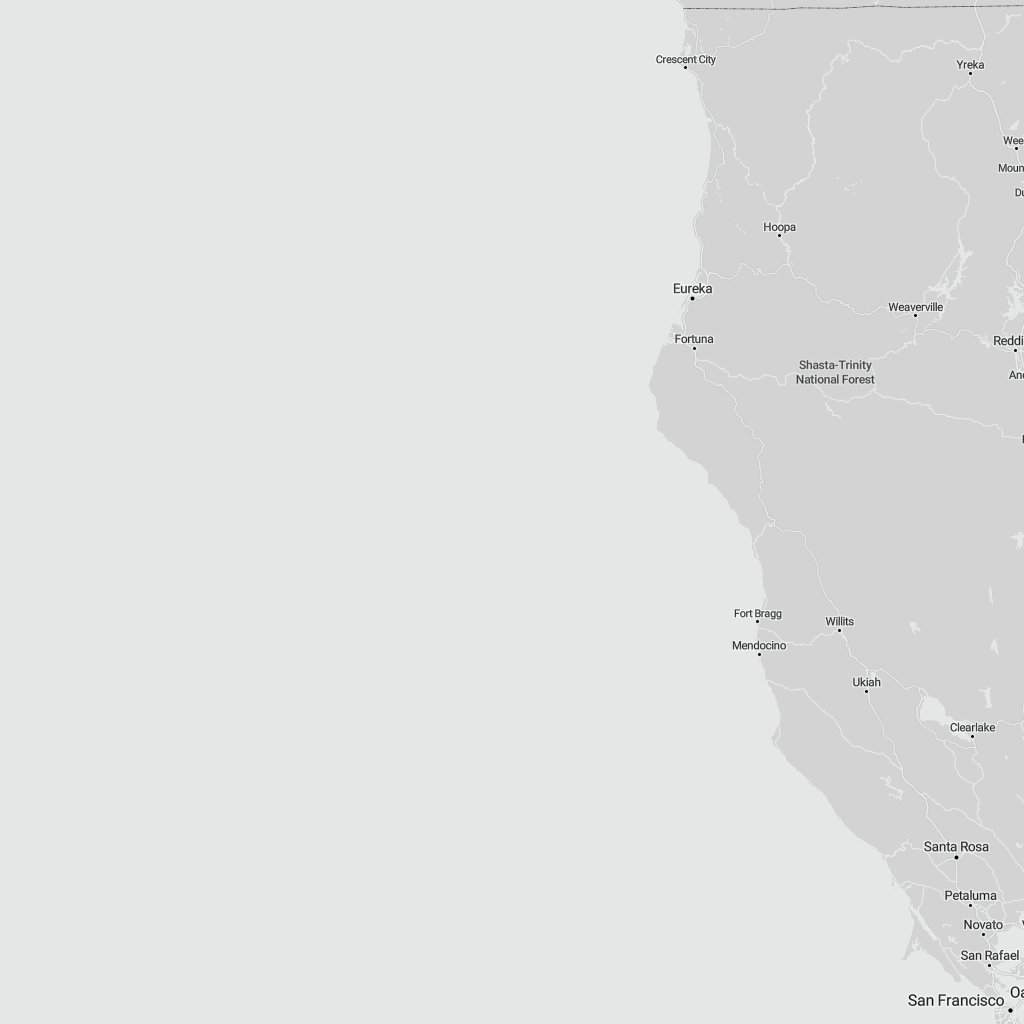 Crescent City
Yreka
Wee
Moun
Du
Hoopa
Eureka
Weaverville
Fortuna
Reddi
Shasta-Trinity
National Forest
An
Fort Bragg
Willits
Mendocino
Ukiah
Clearlake
Santa Rosa
Petaluma
Novato
San Rafael
Oa
San Francisco